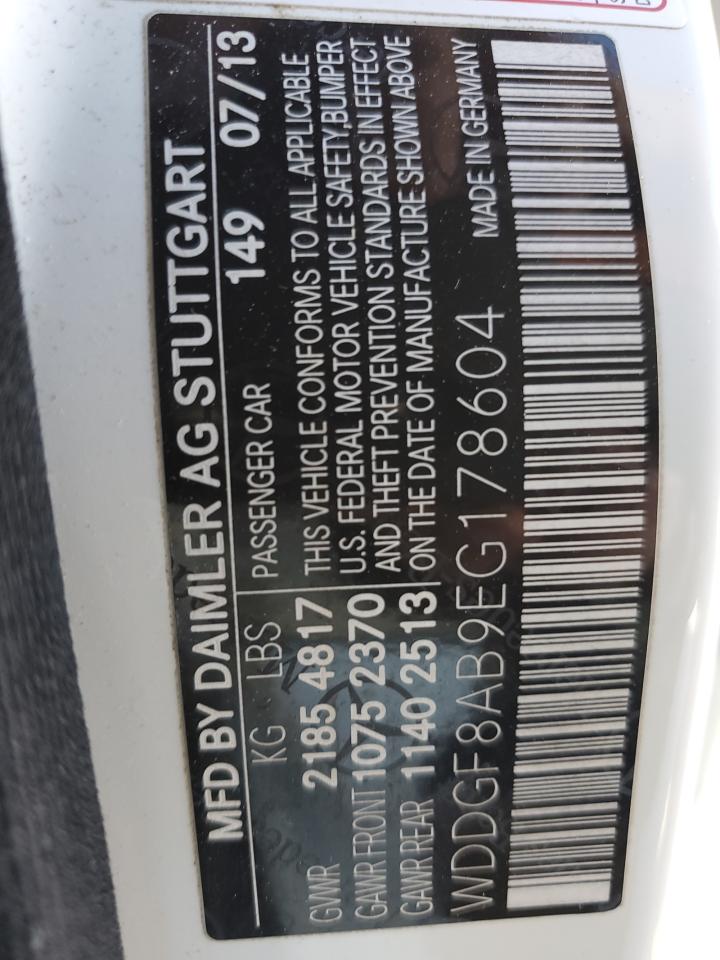 MFD BY DAIMLER AG STUTTGART
149 07/13
KG LBS PASSENGER CAR
GVWR 2185 4817
GAWR FRONT 1075 2370
GAWR REAR 1140 2513
THIS VEHICLE CONFORMS TO ALL APPLICABLE
U.S. FEDERAL MOTOR VEHICLE SAFETY, BUMPER
AND THEFT PREVENTION STANDARDS IN EFFECT
ON THE DATE OF MANUFACTURE SHOWN ABOVE
MADE IN GERMANY
WDDGF8AB9EG178604